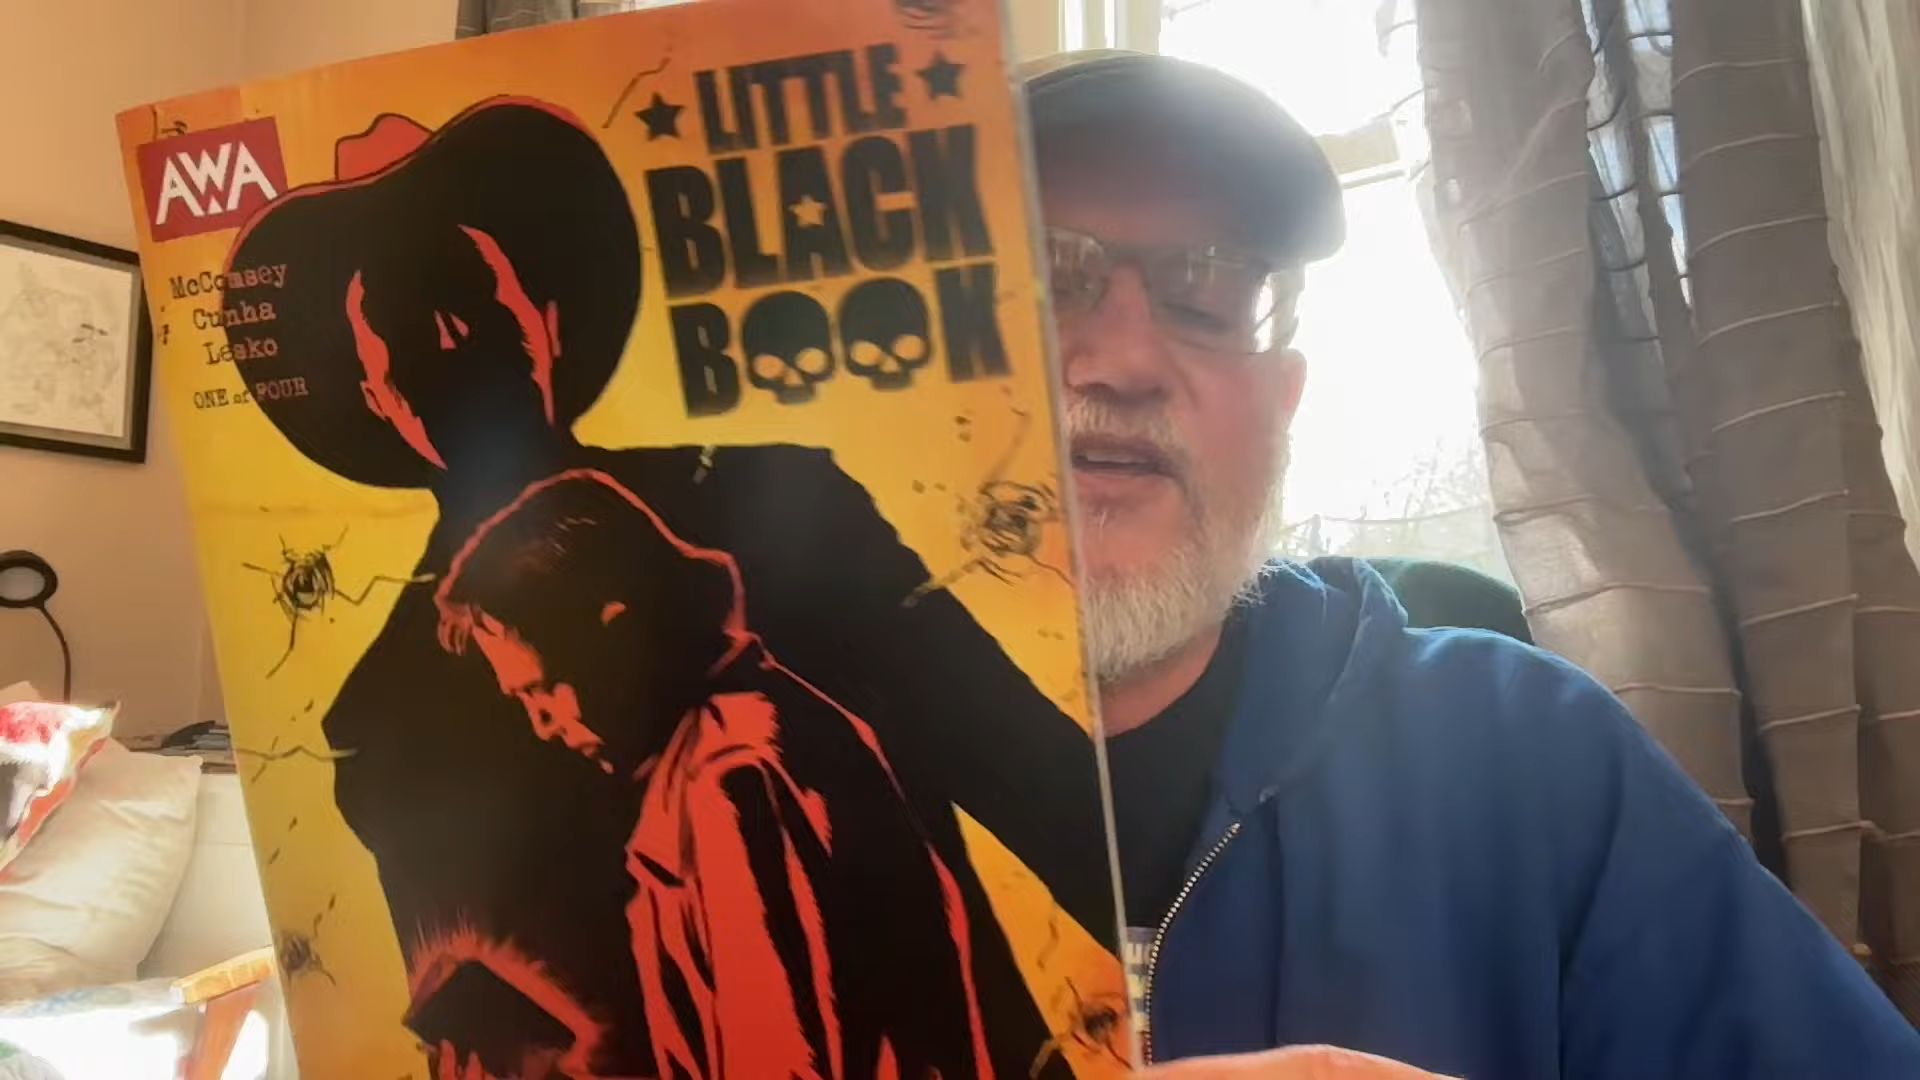 AWA
LITTLE
BLACK
BOOK
McComsey
Cunha
Lesko
ONE of FOUR